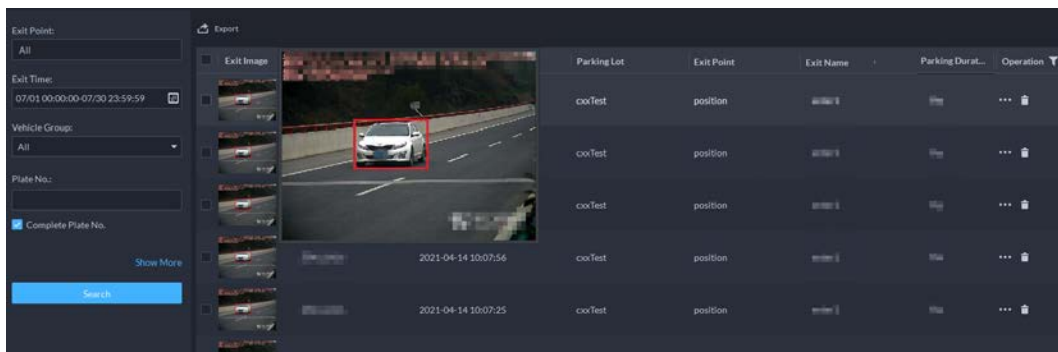 Exit Point:
All
Exit Time:
07/01 00:00:00-07/30 23:59:59
Vehicle Group:
All
Plate No.:
Complete Plate No.
Show More
Search
Export
Exit Image Parking Lot Exit Point Exit Name Parking Durat... Operation
cxxTest position
cxxTest position
cxxTest position
2021-04-14 10:07:56 cxxTest position
2021-04-14 10:07:25 cxxTest position